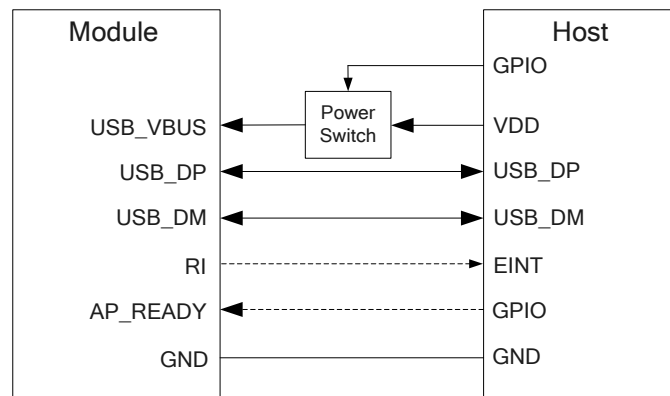 Module
Host
GPIO
Power
Switch
USB_VBUS
VDD
USB_DP
USB_DP
USB_DM
USB_DM
RI
EINT
AP_READY
GPIO
GND
GND